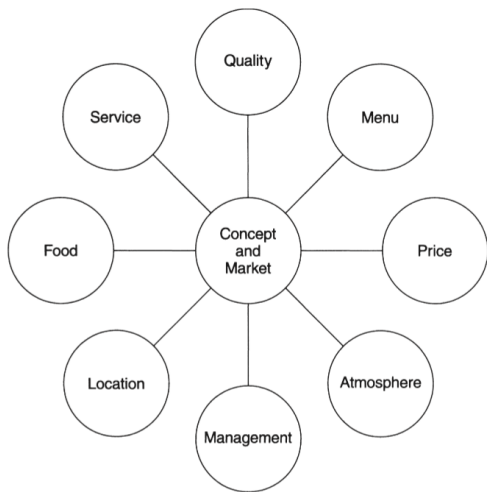 Quality
Service
Menu
Concept
and
Market
Food
Price
Location
Atmosphere
Management